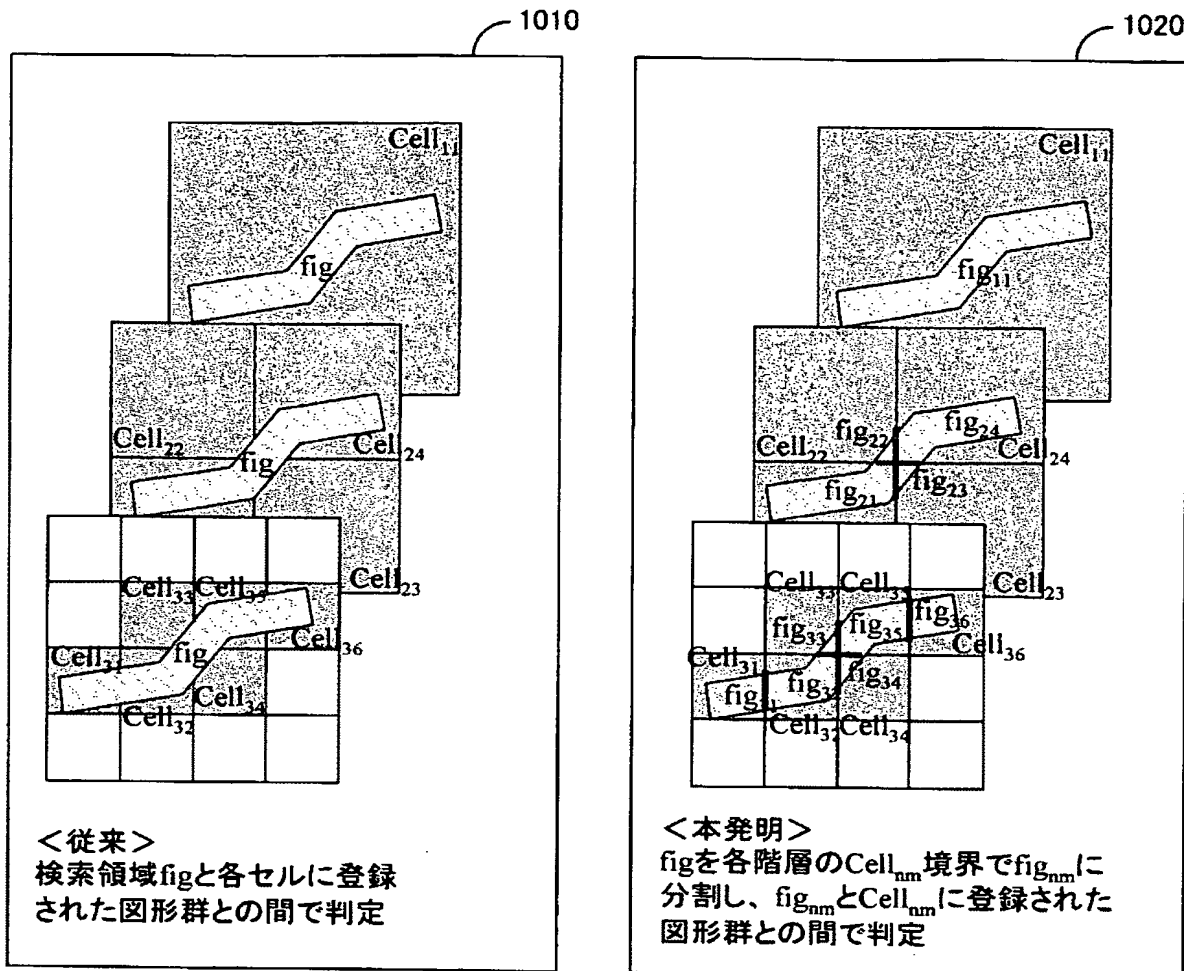 1010
Cell11
fig
Cell22
fig
Cell24
Cell23
Cell33 Cell35
Cell31
fig
Cell36
Cell34
Cell32
<従来>
検索領域figと各セルに登録
された図形群との間で判定
1020
Cell11
fig11
Cell22
fig22
fig24
Cell24
fig21
fig23
Cell23
Cell33 Cell35
fig33
fig35
fig36
Cell31
Cell36
fig31
fig32
fig34
Cell32
Cell34
<本発明>
figを各階層のCellnm境界でfignmに
分割し、fignmとCellnmに登録された
図形群との間で判定